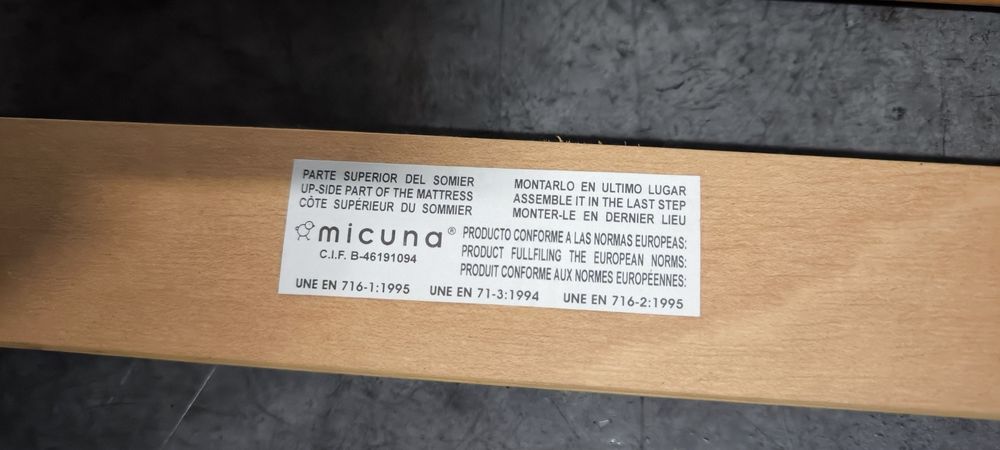 PARTE SUPERIOR DEL SOMIER
UP-SIDE PART OF THE MATTRESS
CÔTE SUPÉRIEUR DU SOMMIER
MONTARLO EN ULTIMO LUGAR
ASSEMBLE IT IN THE LAST STEP
MONTER-LE EN DERNIER LIEU
micuna®
C.I.F. B-46191094
PRODUCTO CONFORME A LAS NORMAS EUROPEAS:
PRODUCT FULLFILING THE EUROPEAN NORMS:
PRODUIT CONFORME AUX NORMES EUROPÉENNES:
UNE EN 716-1:1995 UNE EN 71-3:1994 UNE EN 716-2:1995